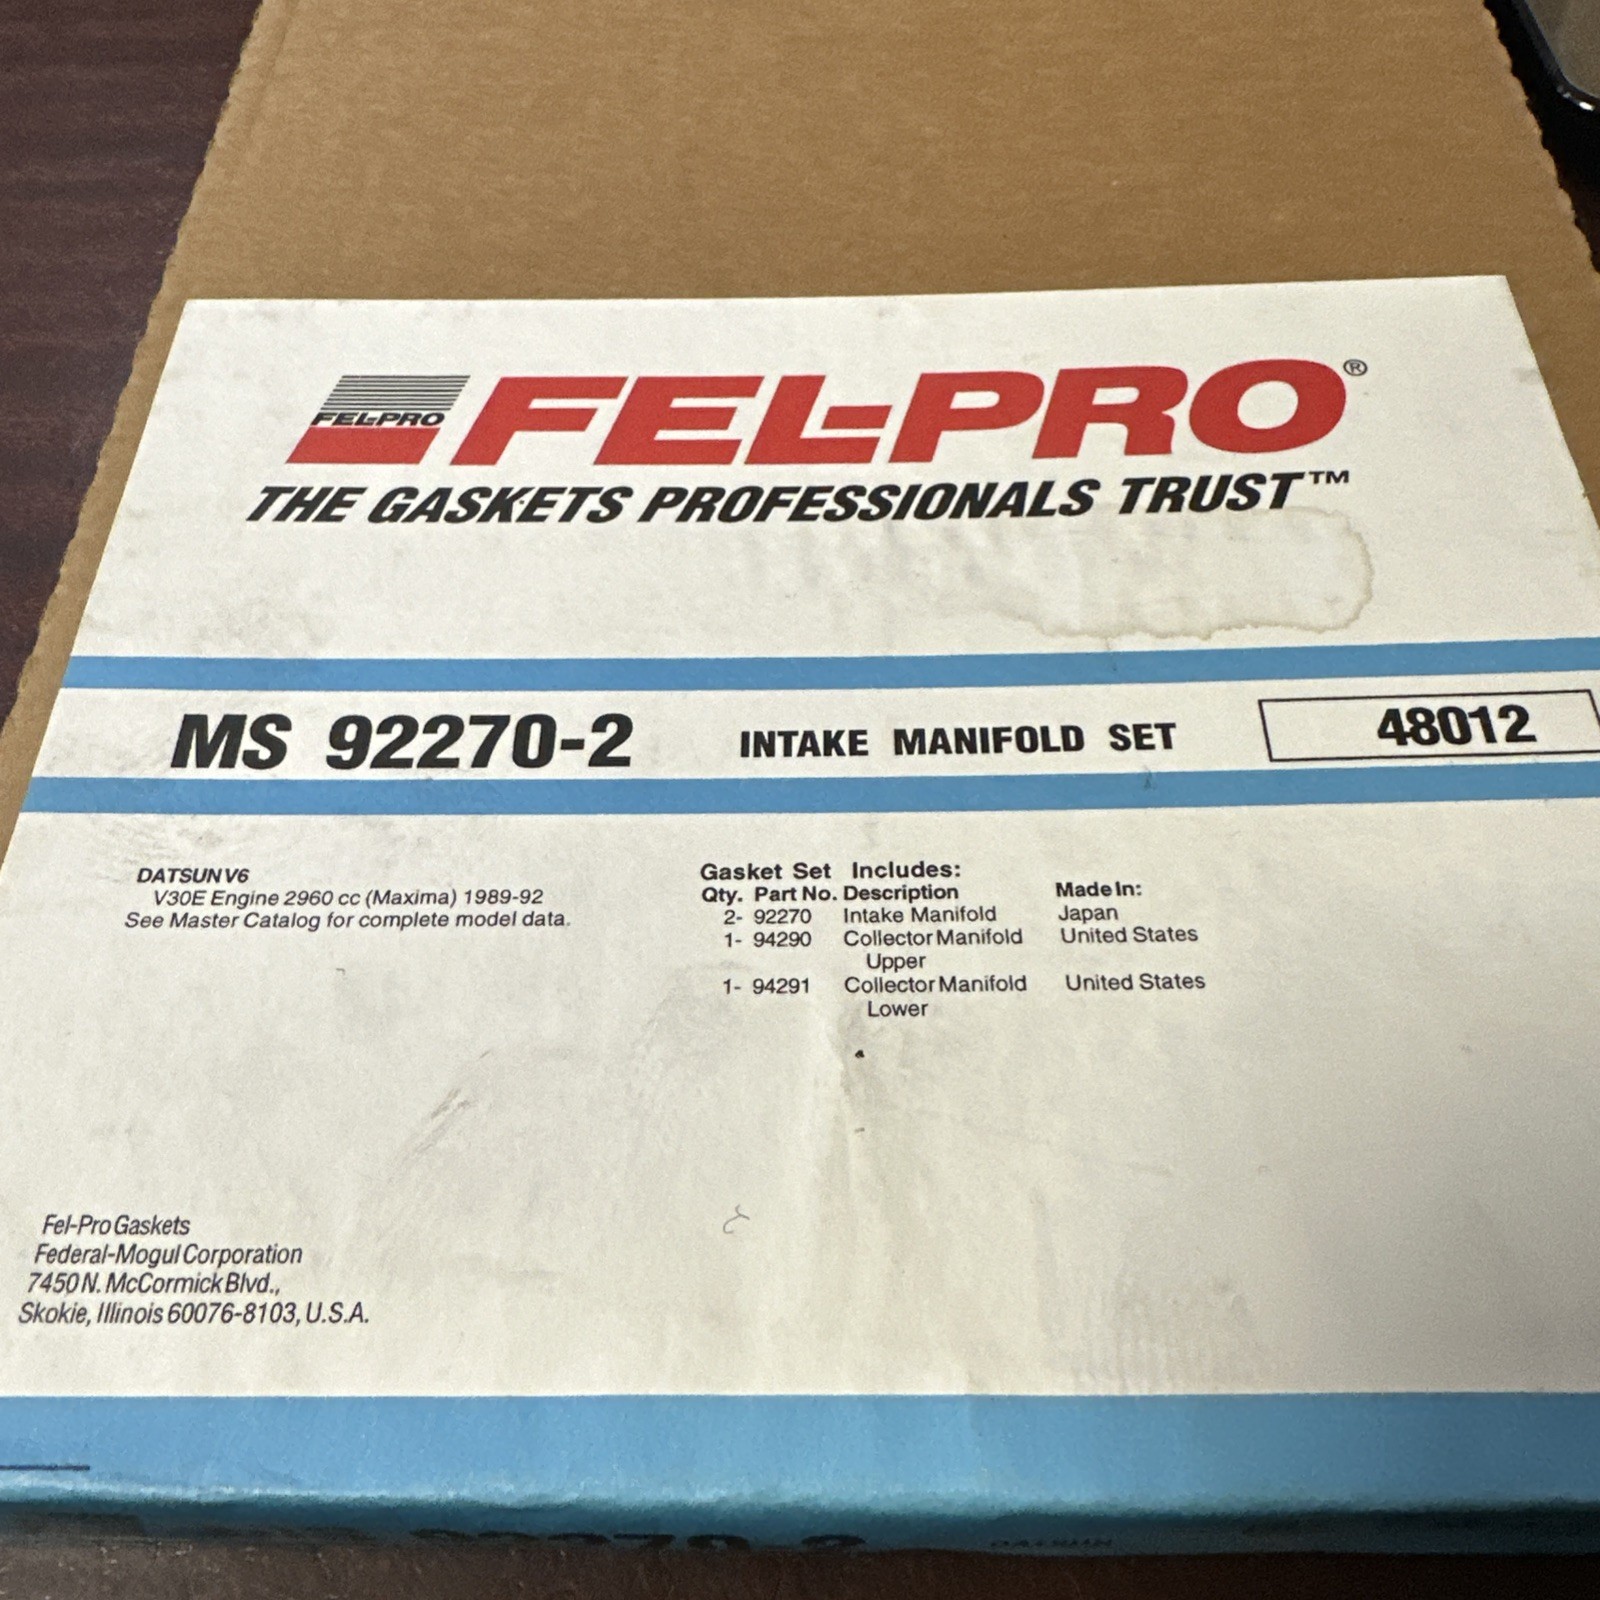 FEL-PRO
FEL-PRO®
THE GASKETS PROFESSIONALS TRUST™
MS 92270-2 INTAKE MANIFOLD SET 48012
DATSUN V6
V30E Engine 2960 cc (Maxima) 1989-92
See Master Catalog for complete model data.
Gasket Set Includes:
Qty. Part No. Description Made In:
2- 92270 Intake Manifold Japan
1- 94290 Collector Manifold United States
Upper
1- 94291 Collector Manifold United States
Lower
Fel-Pro Gaskets
Federal-Mogul Corporation
7450 N. McCormick Blvd.,
Skokie, Illinois 60076-8103, U.S.A.